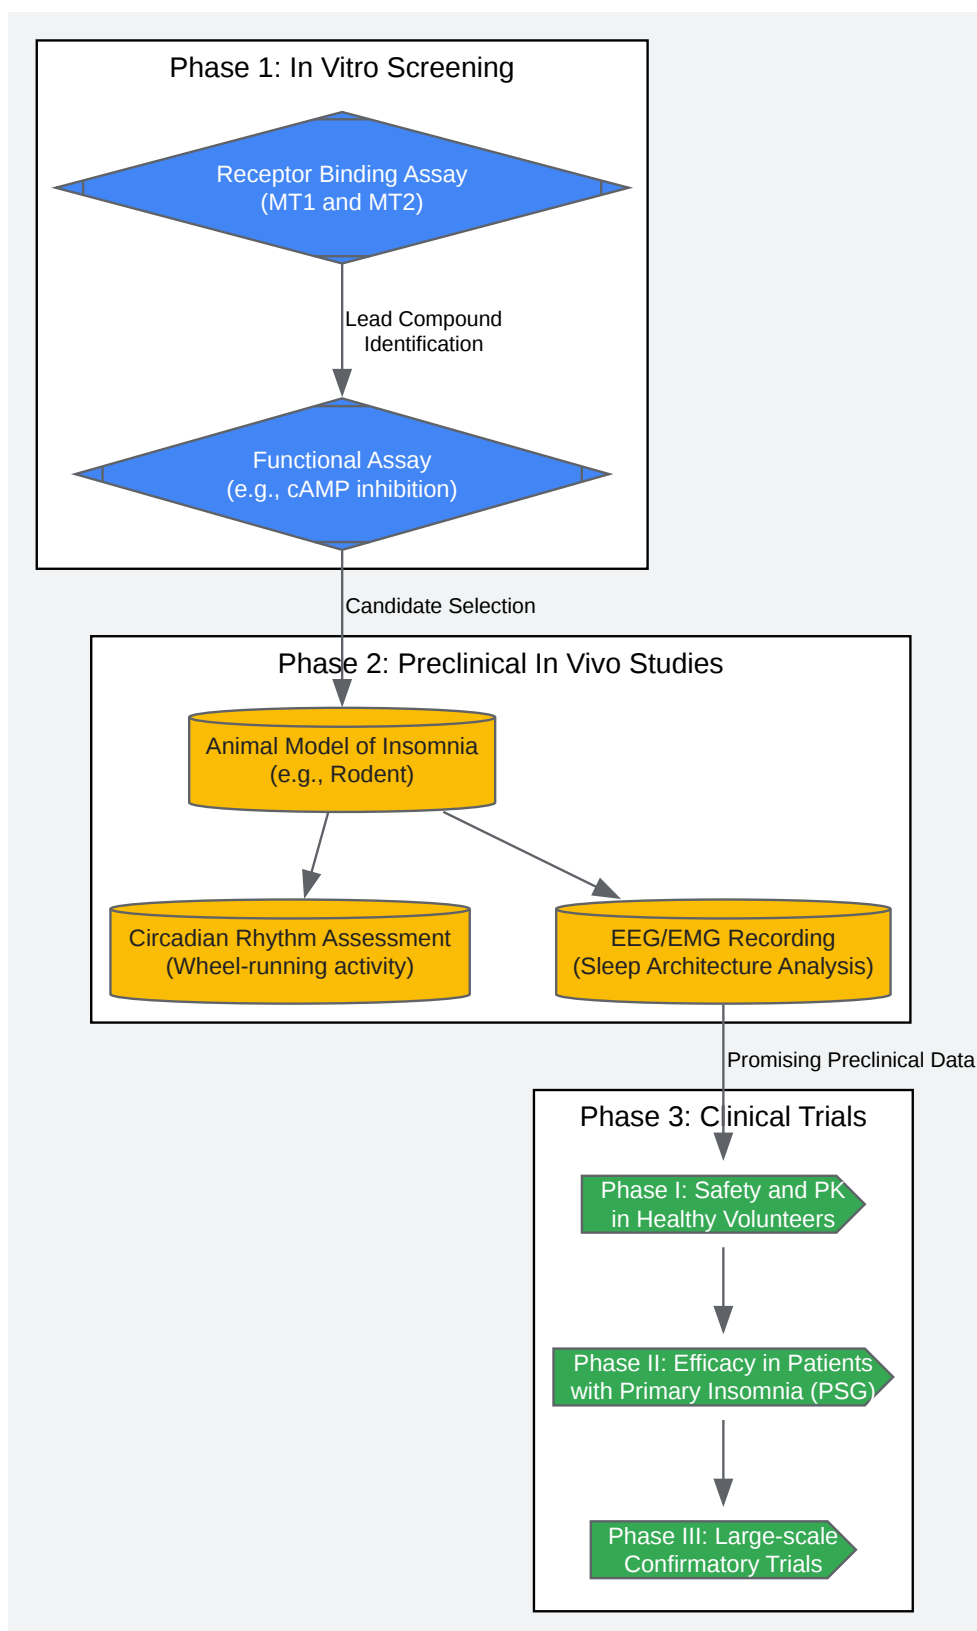 Phase 1: In Vitro Screening
Receptor Binding Assay
(MT1 and MT2)
Lead Compound
Identification
Functional Assay
(e.g., cAMP inhibition)
Candidate Selection
Phase 2: Preclinical In Vivo Studies
Animal Model of Insomnia
(e.g., Rodent)
Circadian Rhythm Assessment
(Wheel-running activity)
EEG/EMG Recording
(Sleep Architecture Analysis)
Promising Preclinical Data
Phase 3: Clinical Trials
Phase I: Safety and PK
in Healthy Volunteers
Phase II: Efficacy in Patients
with Primary Insomnia (PSG)
Phase III: Large-scale
Confirmatory Trials